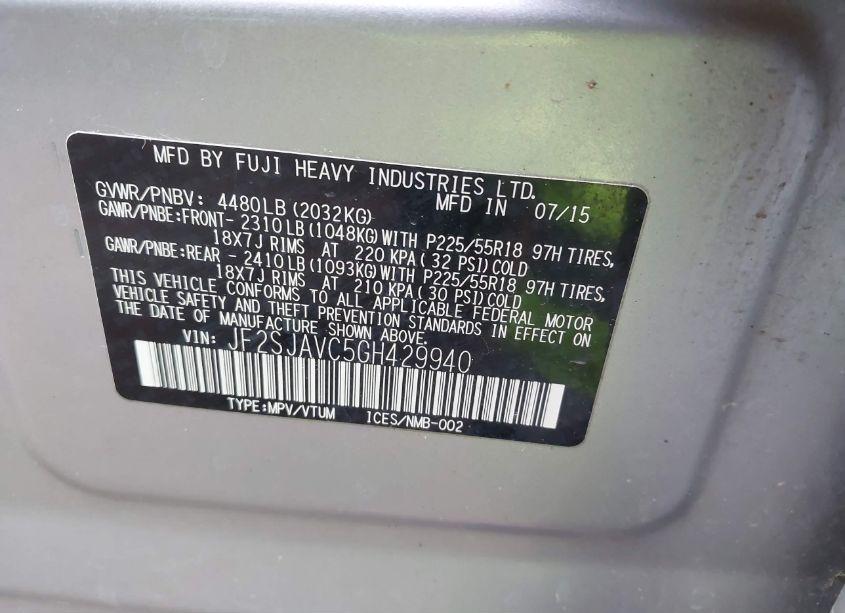 MFD BY FUJI HEAVY INDUSTRIES LTD.
GVWR/PNBV: 4480LB(2032KG) MFD IN 07/15
GAWR/PNBE:FRONT- 2310LB(1048KG)WITH P225/55R18 97H TIRES,
18X7J RIMS AT 220 KPA( 32 PSI)COLD
GAWR/PNBE:REAR - 2410LB(1093KG)WITH P225/55R18 97H TIRES,
18X7J RIMS AT 210 KPA( 30 PSI)COLD
THIS VEHICLE CONFORMS TO ALL APPLICABLE FEDERAL MOTOR
VEHICLE SAFETY AND THEFT PREVENTION STANDARDS IN EFFECT ON
THE DATE OF MANUFACTURE SHOWN ABOVE.
VIN: JF2SJAVC5GH429940
TYPE:MPV/VTUM ICES/NMB-002